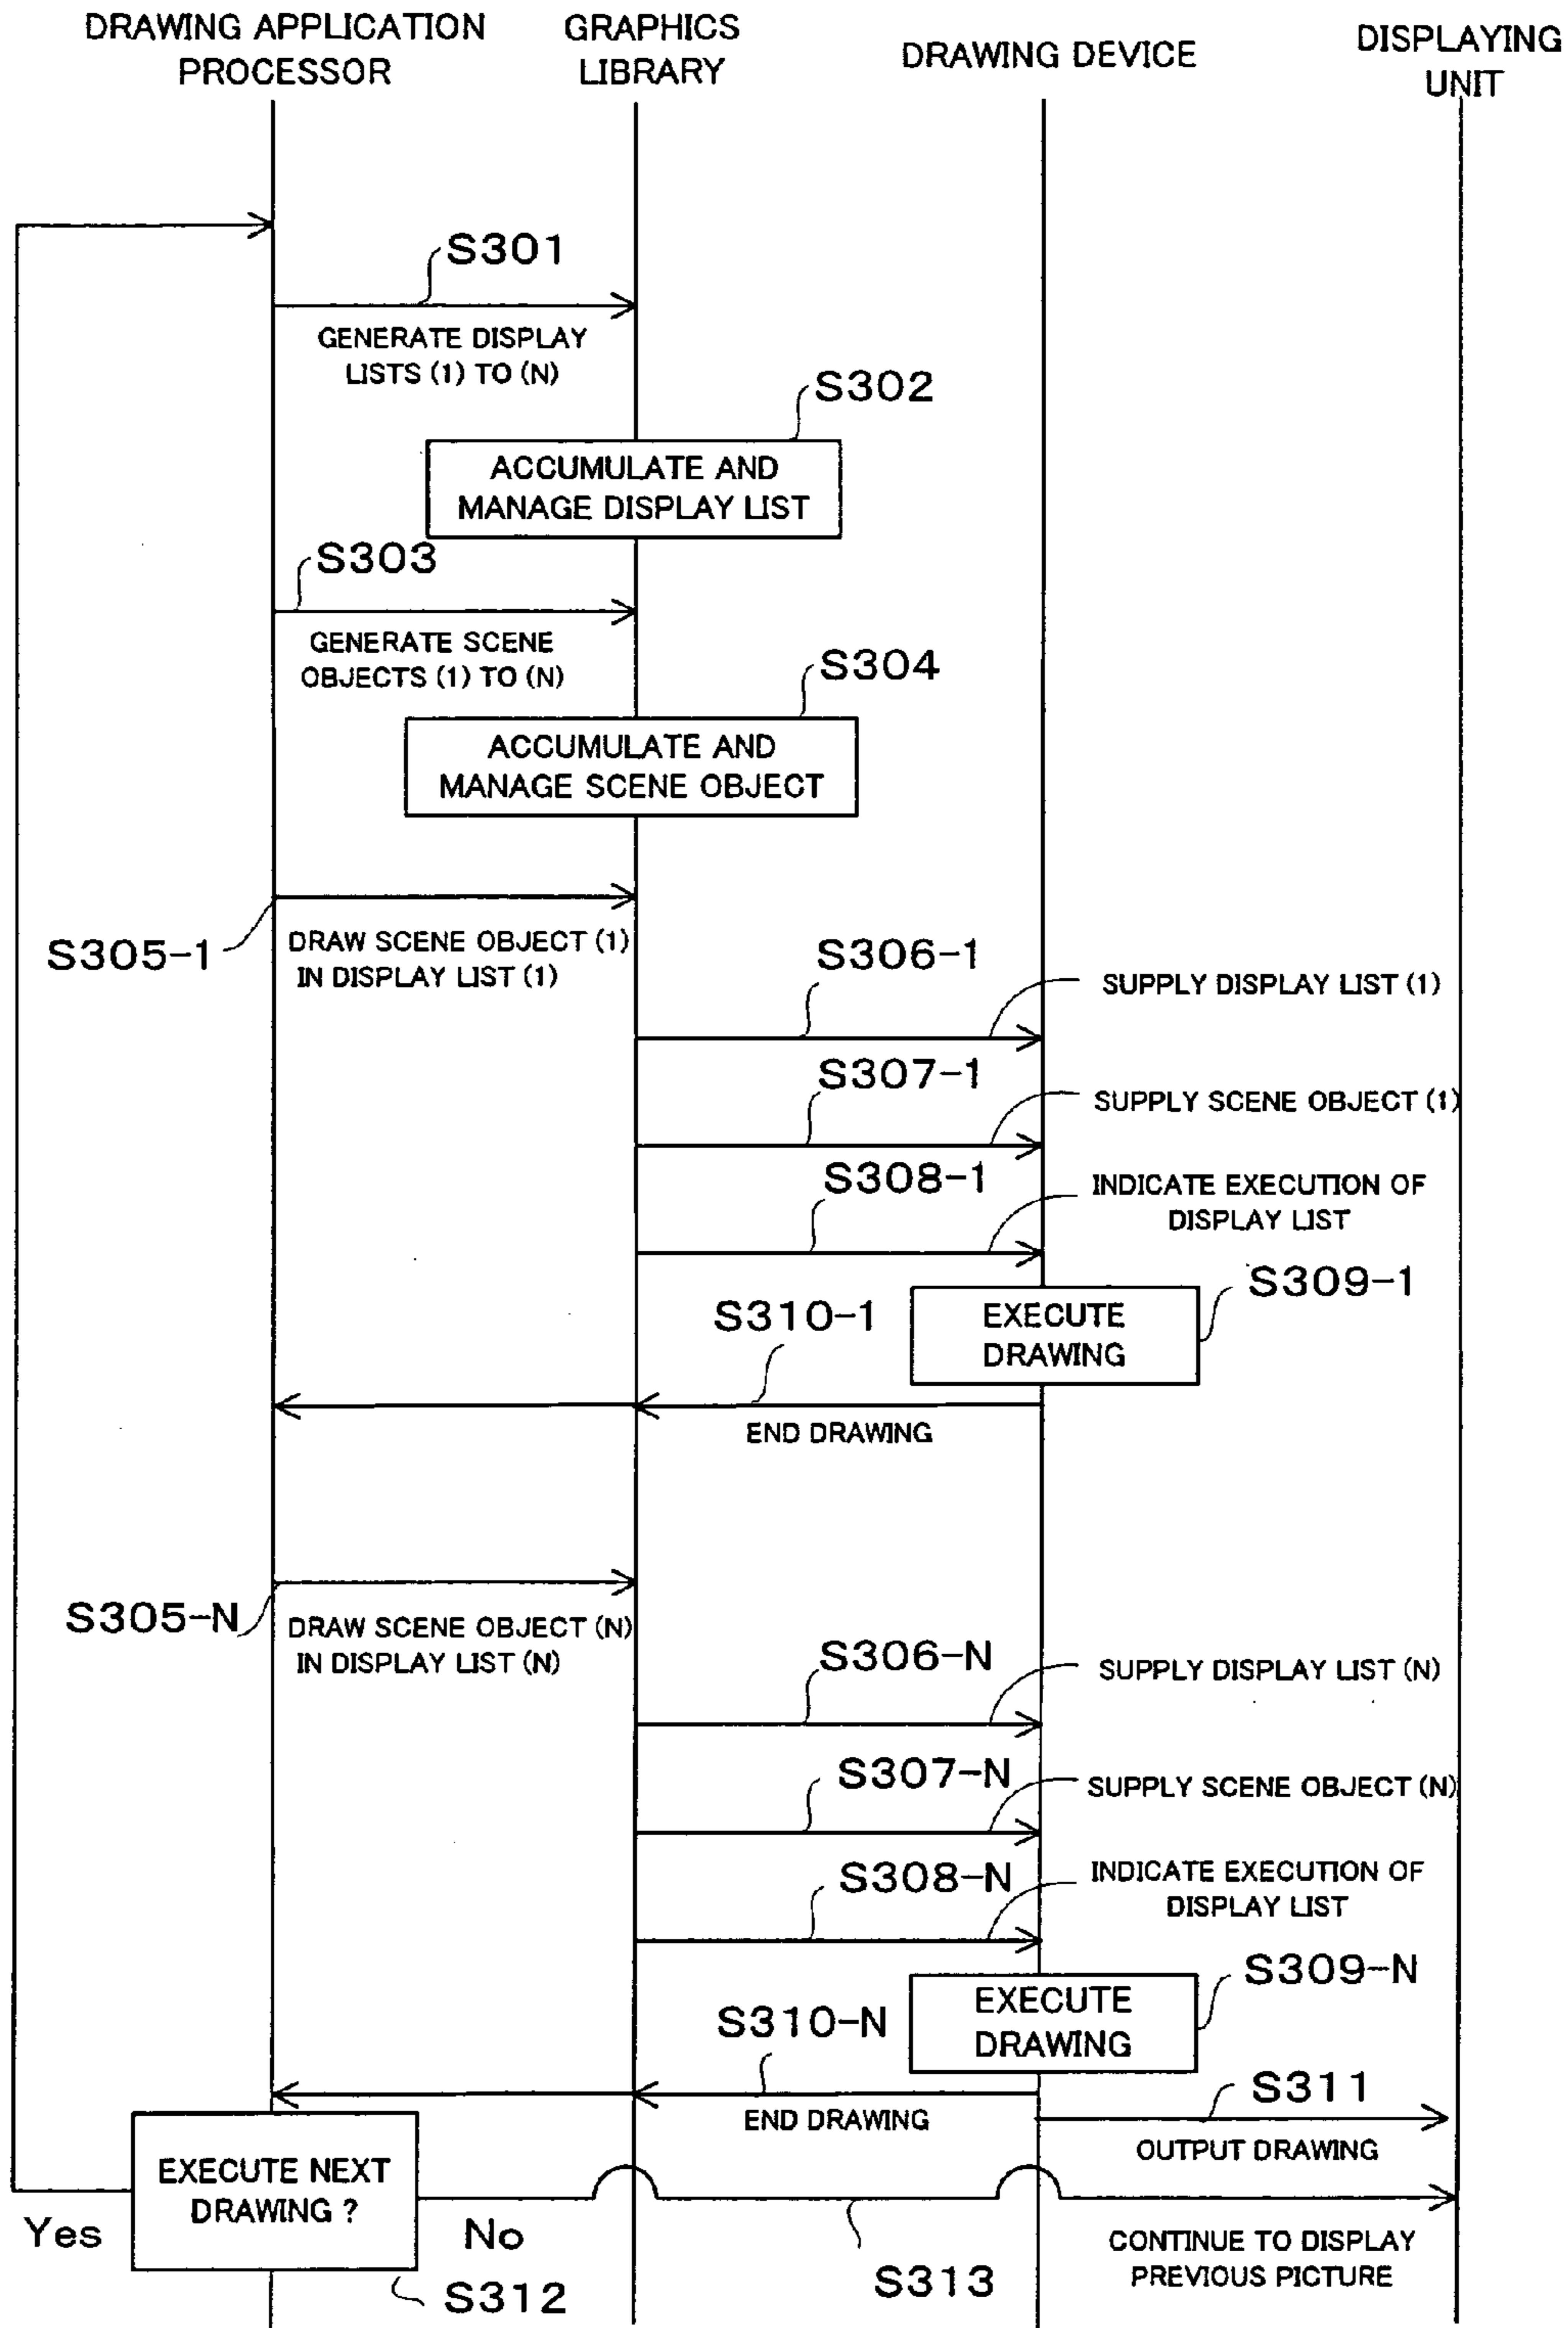 DRAWING APPLICATION
PROCESSOR
GRAPHICS
LIBRARY
DRAWING DEVICE
DISPLAYING
UNIT
S301
GENERATE DISPLAY
LISTS (1) TO (N)
S302
ACCUMULATE AND
MANAGE DISPLAY LIST
S303
GENERATE SCENE
OBJECTS (1) TO (N)
S304
ACCUMULATE AND
MANAGE SCENE OBJECT
S305-1
DRAW SCENE OBJECT (1)
IN DISPLAY LIST (1)
S306-1
SUPPLY DISPLAY LIST (1)
S307-1
SUPPLY SCENE OBJECT (1)
S308-1
INDICATE EXECUTION OF
DISPLAY LIST
S309-1
EXECUTE
DRAWING
S310-1
END DRAWING
S305-N
DRAW SCENE OBJECT (N)
IN DISPLAY LIST (N)
S306-N
SUPPLY DISPLAY LIST (N)
S307-N
SUPPLY SCENE OBJECT (N)
S308-N
INDICATE EXECUTION OF
DISPLAY LIST
S309-N
EXECUTE
DRAWING
S310-N
END DRAWING
S311
OUTPUT DRAWING
EXECUTE NEXT
DRAWING ?
Yes
No
S312
S313
CONTINUE TO DISPLAY
PREVIOUS PICTURE